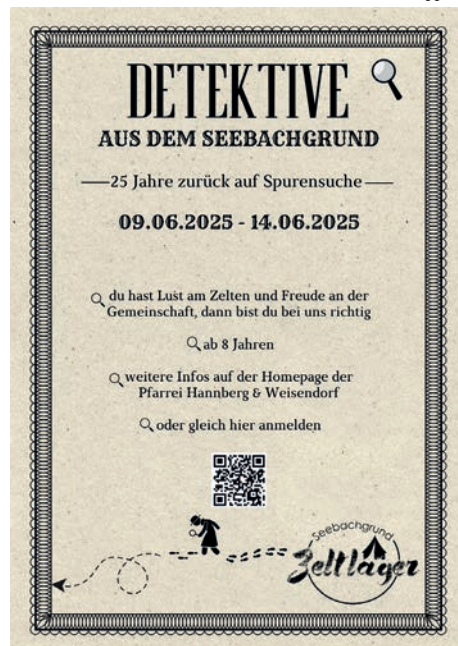 DETEKTIVE
AUS DEM SEEBACHGRUND
25 Jahre zurück auf Spurensuche
09.06.2025 - 14.06.2025
du hast Lust am Zelten und Freude an der
Gemeinschaft, dann bist du bei uns richtig
ab 8 Jahren
weitere Infos auf der Homepage der
Pfarrei Hannberg & Weisendorf
oder gleich hier anmelden
Seebachgrund
Zeltlager